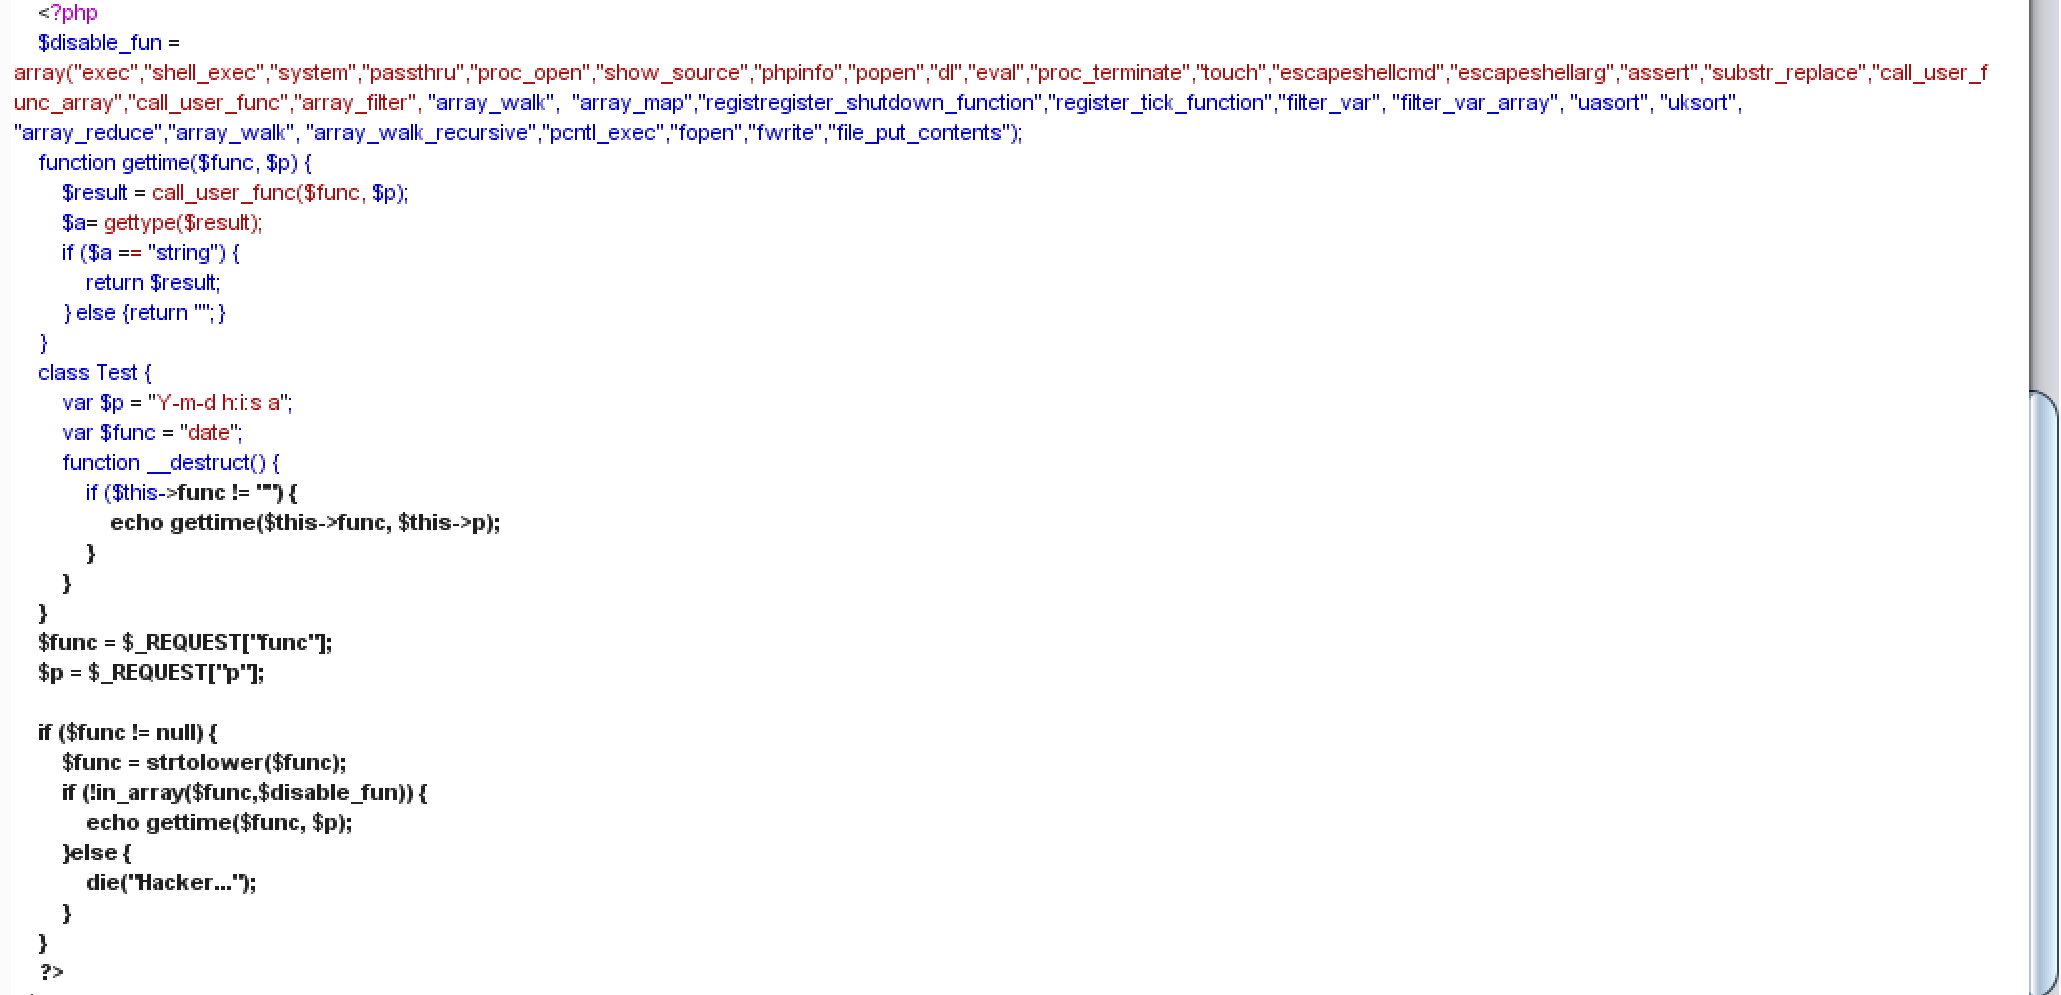 <?php
$disable_fun =
array("exec","shell_exec","system","passthru","proc_open","show_source","phpinfo","popen","dl","eval","proc_terminate","touch","escapeshellcmd","escapeshellarg","assert","substr_replace","call_user_f
unc_array","call_user_func","array_filter", "array_walk",  "array_map","registregister_shutdown_function","register_tick_function","filter_var", "filter_var_array", "uasort", "uksort",
"array_reduce","array_walk", "array_walk_recursive","pcntl_exec","fopen","fwrite","file_put_contents");
function gettime($func, $p) {
$result = call_user_func($func, $p);
$a= gettype($result);
if ($a == "string") {
return $result;
} else {return "";}
}
class Test {
var $p = "Y-m-d h:i:s a";
var $func = "date";
function __destruct() {
if ($this->func != "") {
echo gettime($this->func, $this->p);
}
}
}
$func = $_REQUEST["func"];
$p = $_REQUEST["p"];
if ($func != null) {
$func = strtolower($func);
if (!in_array($func,$disable_fun)) {
echo gettime($func, $p);
}else {
die("Hacker...");
}
}
?>